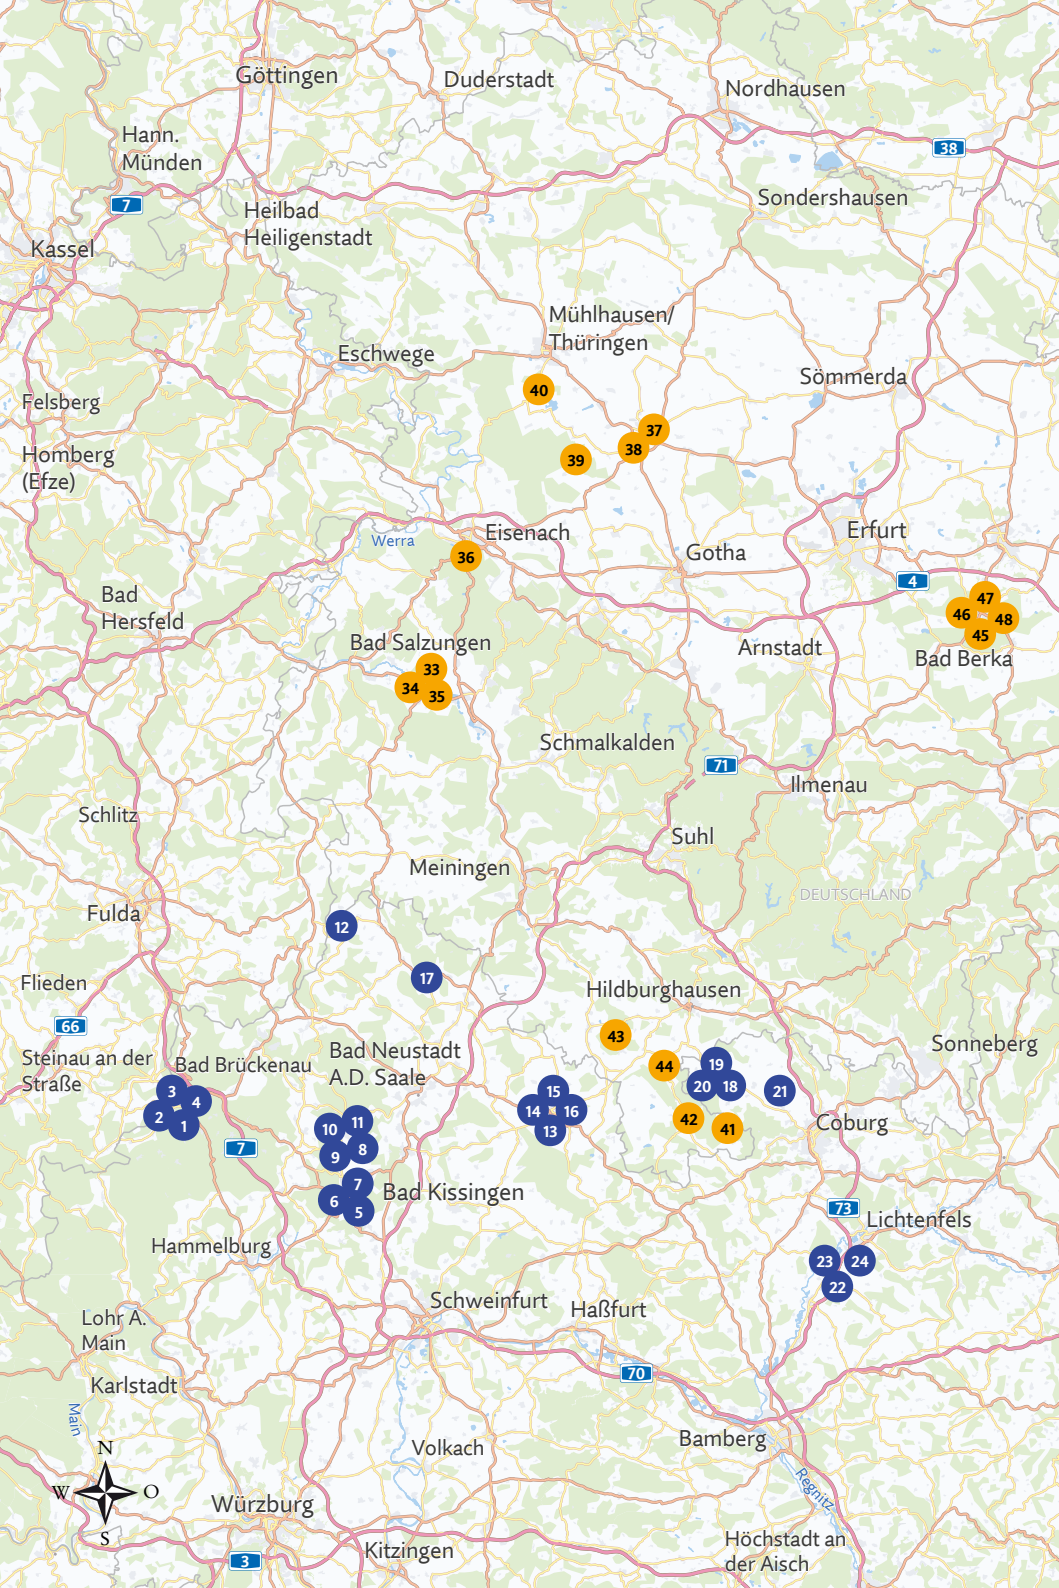 Göttingen
Duderstadt
Nordhausen
Hann.
Münden
38
7
Sondershausen
Heilbad
Heiligenstadt
Kassel
Mühlhausen/
Thüringen
Eschwege
Sömmerda
40
Felsberg
37
38
39
Homberg
(Efze)
Werra
Eisenach
Erfurt
36
Gotha
4
Bad
Hersfeld
47
46
48
45
Bad Salzungen
Arnstadt
Bad Berka
33
34
35
Schmalkalden
71
Ilmenau
Schlitz
Suhl
Meiningen
DEUTSCHLAND
Fulda
12
17
Flieden
Hildburghausen
66
43
Sonneberg
Steinau an der
Straße
Bad Brückenau
Bad Neustadt
A.D. Saale
44
19
20
18
21
3
4
2
1
15
14
16
13
42
41
Coburg
10
11
9
8
7
7
6
5
Bad Kissingen
73
Lichtenfels
Hammelburg
23
24
22
Schweinfurt
Haßfurt
Lohr A.
Main
70
Karlstadt
Main
Bamberg
Volkach
N
W
O
S
Regnitz
Würzburg
Höchstadt an
der Aisch
Kitzingen
3